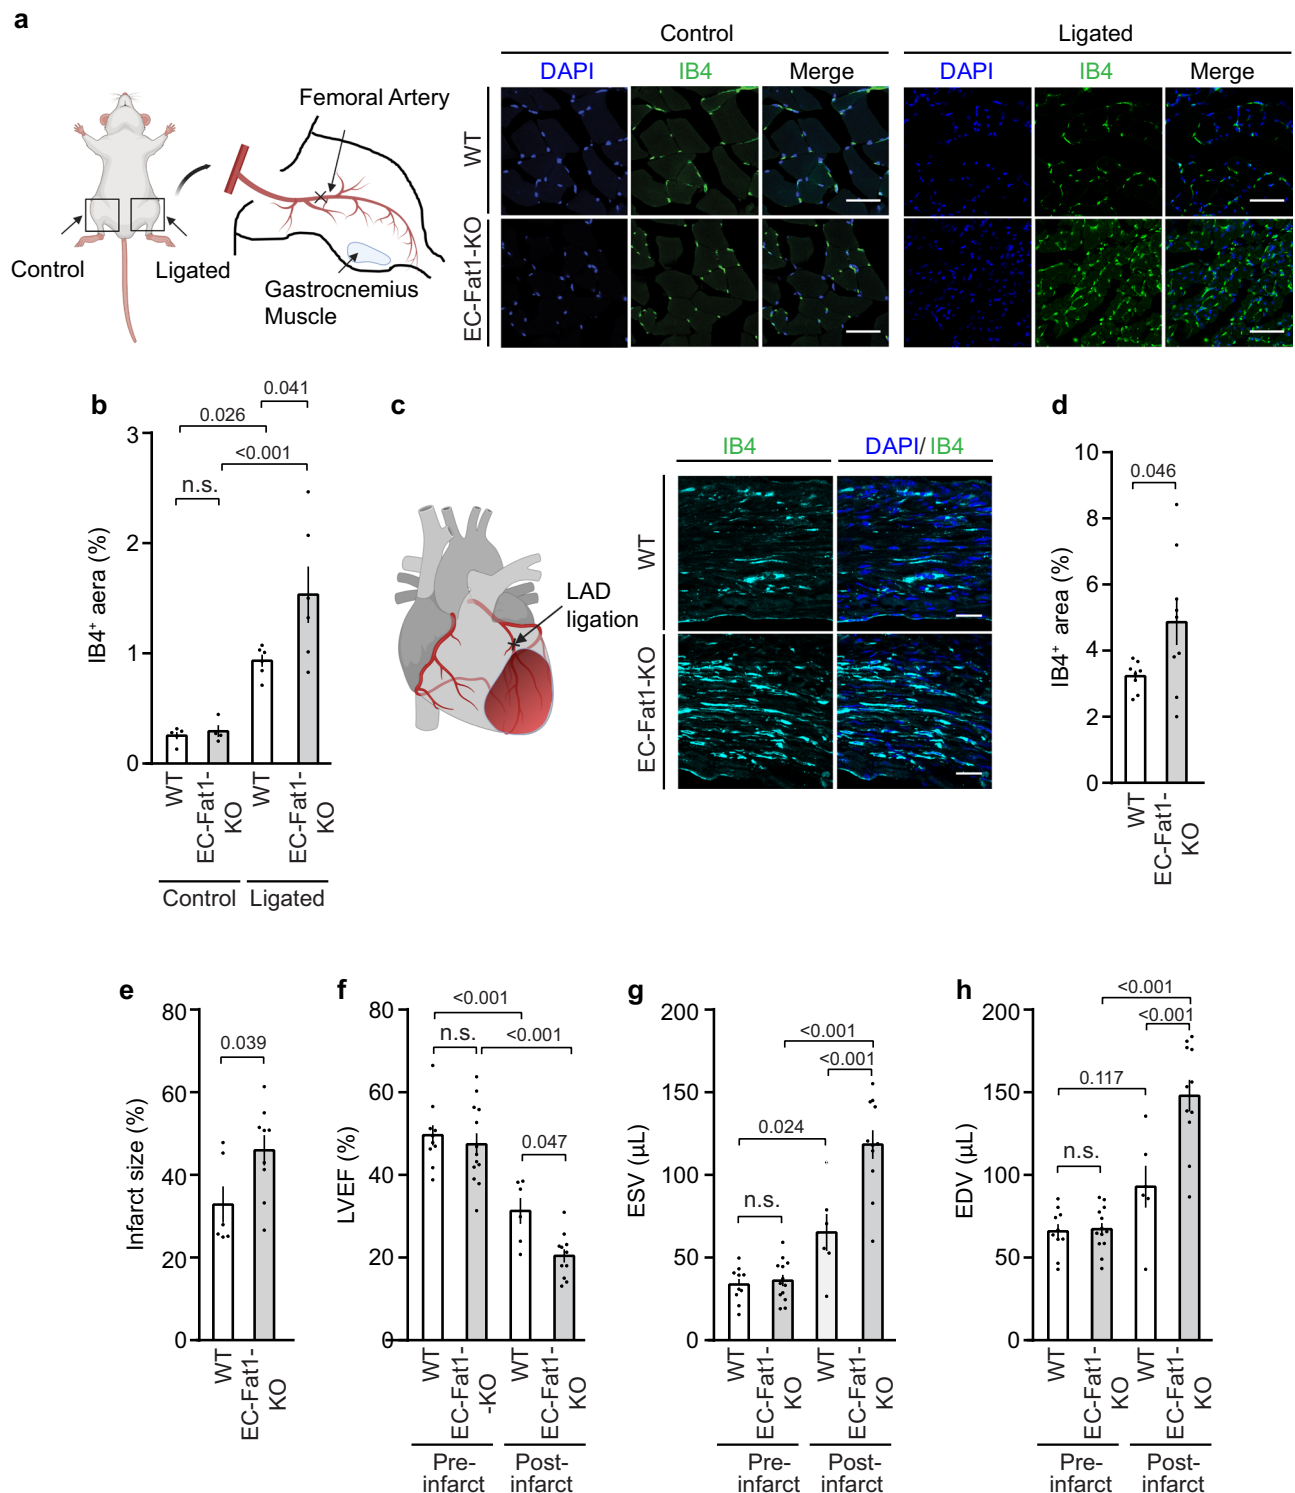 a
Control
Ligated
DAPI
IB4
Merge
DAPI
IB4
Merge
Femoral Artery
WT
EC-Fat1-KO
Control
Ligated
Gastrocnemius
Muscle
b
0.041
0.026
<0.001
n.s.
3
2
1
0
IB4+ aera (%)
WT
EC-Fat1-
KO
WT
EC-Fat1-
KO
Control
Ligated
c
IB4
DAPI/ IB4
LAD
ligation
WT
EC-Fat1-KO
d
0.046
10
8
6
4
2
0
IB4+ area (%)
WT
EC-Fat1-
KO
e
0.039
80
60
40
20
0
Infarct size (%)
WT
EC-Fat1-
KO
f
<0.001
n.s.
<0.001
0.047
80
60
40
20
0
LVEF (%)
WT
EC-Fat1-
-KO
WT
EC-Fat1-
KO
Pre-
infarct
Post-
infarct
g
<0.001
<0.001
0.024
n.s.
200
150
100
50
0
ESV (µL)
WT
EC-Fat1-
KO
WT
EC-Fat1-
KO
Pre-
infarct
Post-
infarct
h
<0.001
<0.001
0.117
n.s.
200
150
100
50
0
EDV (µL)
WT
EC-Fat1-
KO
WT
EC-Fat1-
KO
Pre-
infarct
Post-
infarct